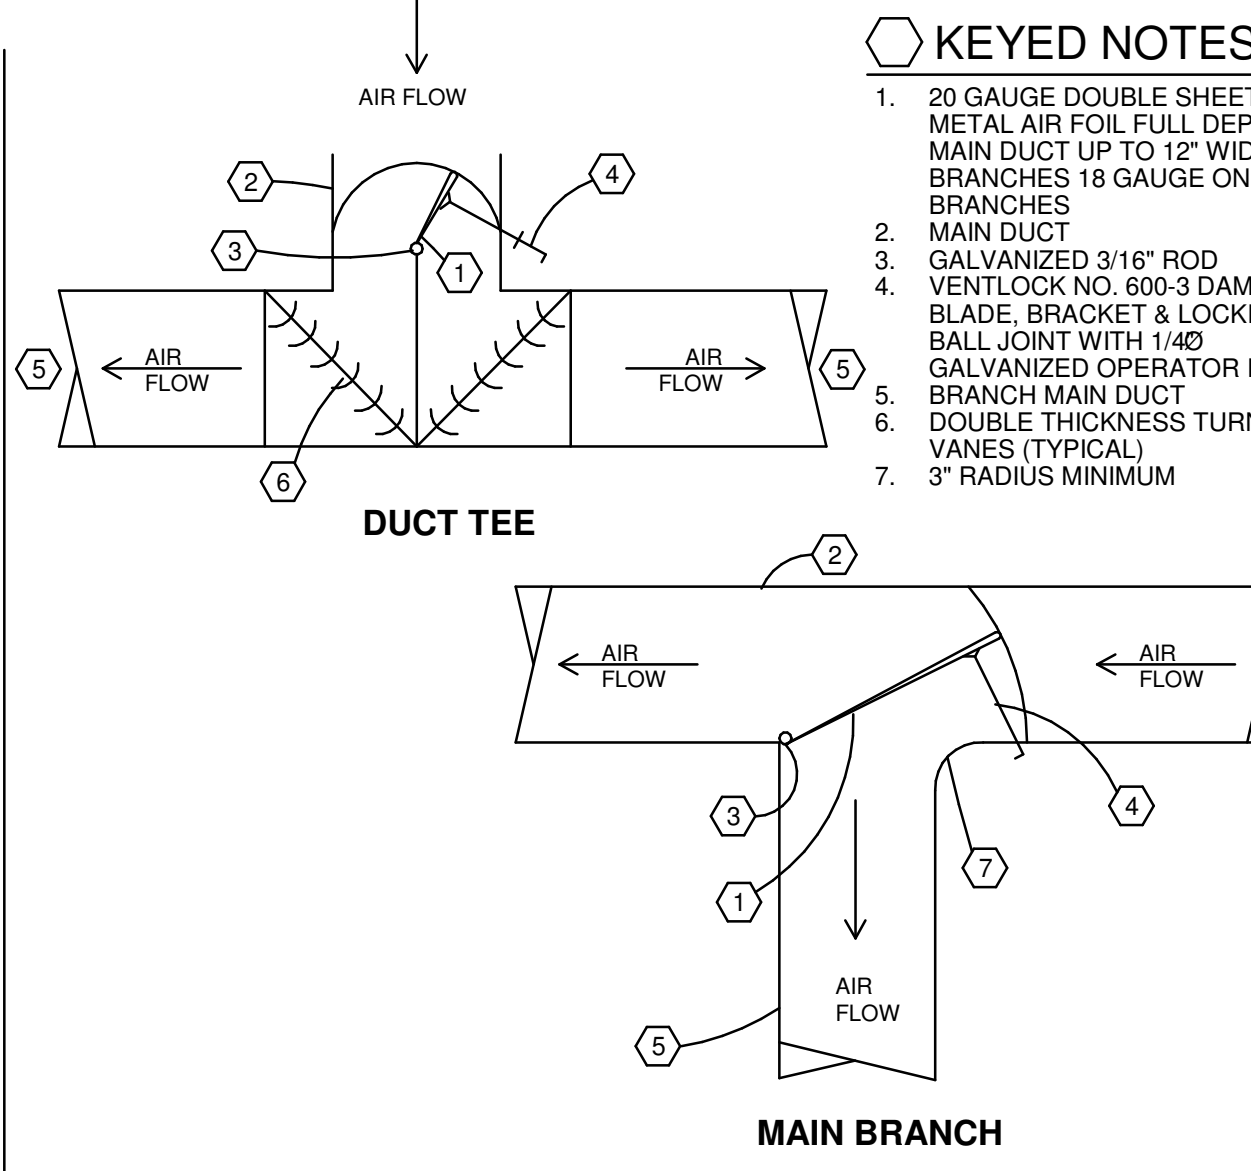 AIR FLOW
2
4
3
1
5
AIR
FLOW
AIR
FLOW
5
6
DUCT TEE
KEYED NOTES
1. 20 GAUGE DOUBLE SHEET
METAL AIR FOIL FULL DEP
MAIN DUCT UP TO 12" WID
BRANCHES 18 GAUGE ON
BRANCHES
2. MAIN DUCT
3. GALVANIZED 3/16" ROD
4. VENTLOCK NO. 600-3 DAM
BLADE, BRACKET & LOCK
BALL JOINT WITH 1/4"Ø
GALVANIZED OPERATOR
5. BRANCH MAIN DUCT
6. DOUBLE THICKNESS TURN
VANES (TYPICAL)
7. 3" RADIUS MINIMUM
2
AIR
FLOW
AIR
FLOW
3
4
7
1
AIR
FLOW
5
MAIN BRANCH